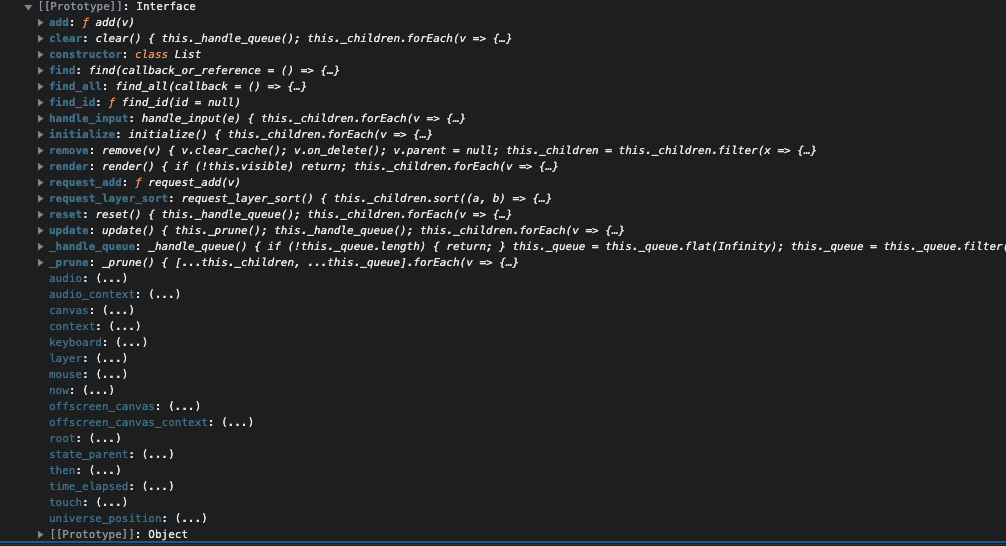 [[Prototype]]: Interface
add: ƒ add(v)
clear: clear() { this._handle_queue(); this._children.forEach(v => {…}
constructor: class List
find: find(callback_or_reference = () => {…}
find_all: find_all(callback = () => {…}
find_id: ƒ find_id(id = null)
handle_input: handle_input(e) { this._children.forEach(v => {…}
initialize: initialize() { this._children.forEach(v => {…}
remove: remove(v) { v.clear_cache(); v.on_delete(); v.parent = null; this._children = this._children.filter(x => {…}
render: render() { if (!this.visible) return; this._children.forEach(v => {…}
request_add: ƒ request_add(v)
request_layer_sort: request_layer_sort() { this._children.sort((a, b) => {…}
reset: reset() { this._handle_queue(); this._children.forEach(v => {…}
update: update() { this._prune(); this._handle_queue(); this._children.forEach(v => {…}
_handle_queue: _handle_queue() { if (!this._queue.length) { return; } this._queue = this._queue.flat(Infinity); this._queue = this._queue.filter(
_prune: _prune() { [...this._children, ...this._queue].forEach(v => {…}
audio: (...)
audio_context: (...)
canvas: (...)
context: (...)
keyboard: (...)
layer: (...)
mouse: (...)
now: (...)
offscreen_canvas: (...)
offscreen_canvas_context: (...)
root: (...)
state_parent: (...)
then: (...)
time_elapsed: (...)
touch: (...)
universe_position: (...)
[[Prototype]]: Object